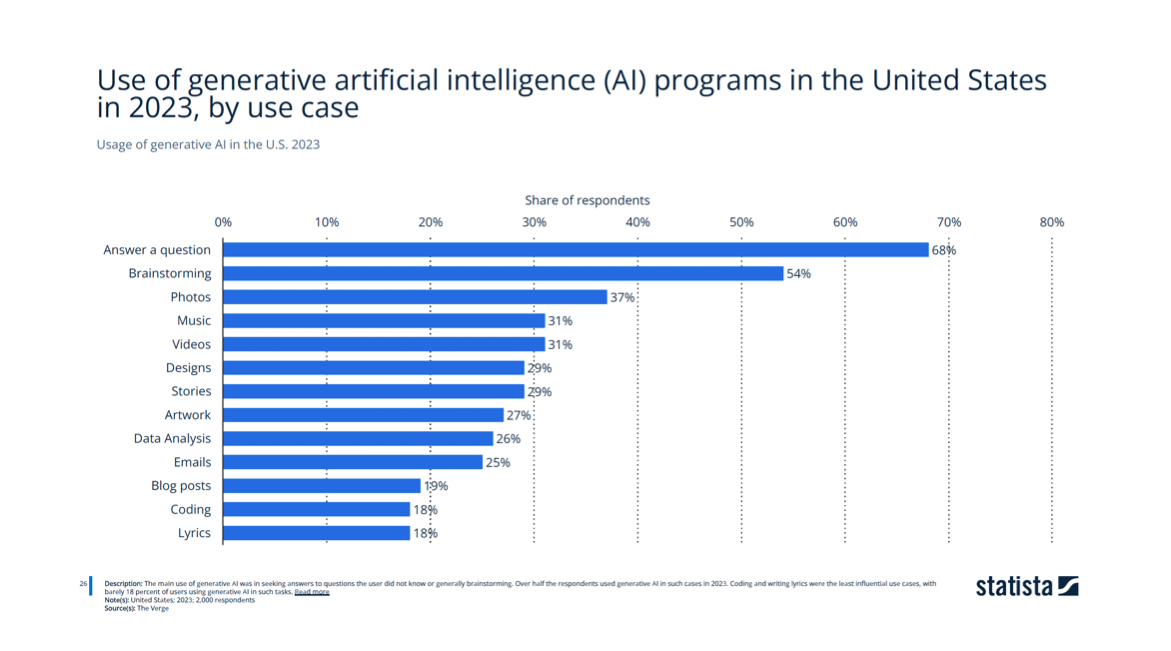 Use of generative artificial intelligence (AI) programs in the United States
in 2023, by use case
Usage of generative AI in the U.S. 2023
Share of respondents
0% 10% 20% 30% 40% 50% 60% 70% 80%
Answer a question 68%
Brainstorming 54%
Photos 37%
Music 31%
Videos 31%
Designs 29%
Stories 29%
Artwork 27%
Data Analysis 26%
Emails 25%
Blog posts 19%
Coding 18%
Lyrics 18%
26 Description: The main use of generative AI was in seeking answers to questions the user did not know or generally brainstorming. Over half the respondents used generative AI in such cases in 2023. Coding and writing lyrics were the least influential use cases, with
barely 18 percent of users using generative AI in such tasks. Read more
Note(s): United States; 2023; 2,000 respondents
Source(s): The Verge
statista